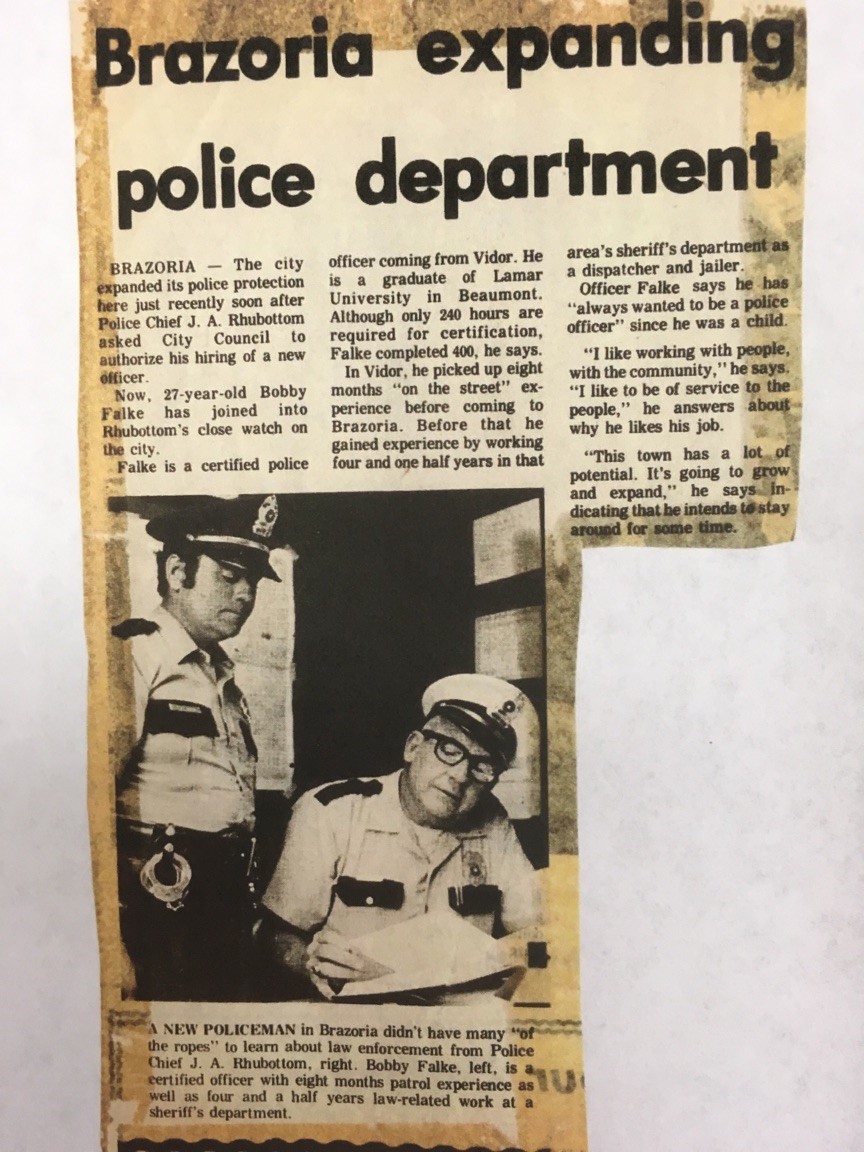 Brazoria expanding
police department
BRAZORIA — The city
expanded its police protection
here just recently soon after
Police Chief J. A. Rhubottom
asked City Council to
authorize his hiring of a new
officer.
Now, 27-year-old Bobby
Falke has joined into
Rhubottom's close watch on
the city.
Falke is a certified police
officer coming from Vidor. He
is a graduate of Lamar
University in Beaumont.
Although only 240 hours are
required for certification,
Falke completed 400, he says.
In Vidor, he picked up eight
months "on the street" ex-
perience before coming to
Brazoria. Before that he
gained experience by working
four and one half years in that
area's sheriff's department as
a dispatcher and jailer.
Officer Falke says he has
"always wanted to be a police
officer" since he was a child.
"I like working with people,
with the community," he says.
"I like to be of service to the
people," he answers about
why he likes his job.
"This town has a lot of
potential. It's going to grow
and expand," he says in-
dicating that he intends to stay
around for some time.
A NEW POLICEMAN in Brazoria didn't have many "of
the ropes" to learn about law enforcement from Police
Chief J. A. Rhubottom, right. Bobby Falke, left, is a
certified officer with eight months patrol experience as
well as four and a half years law-related work at a
sheriff's department.